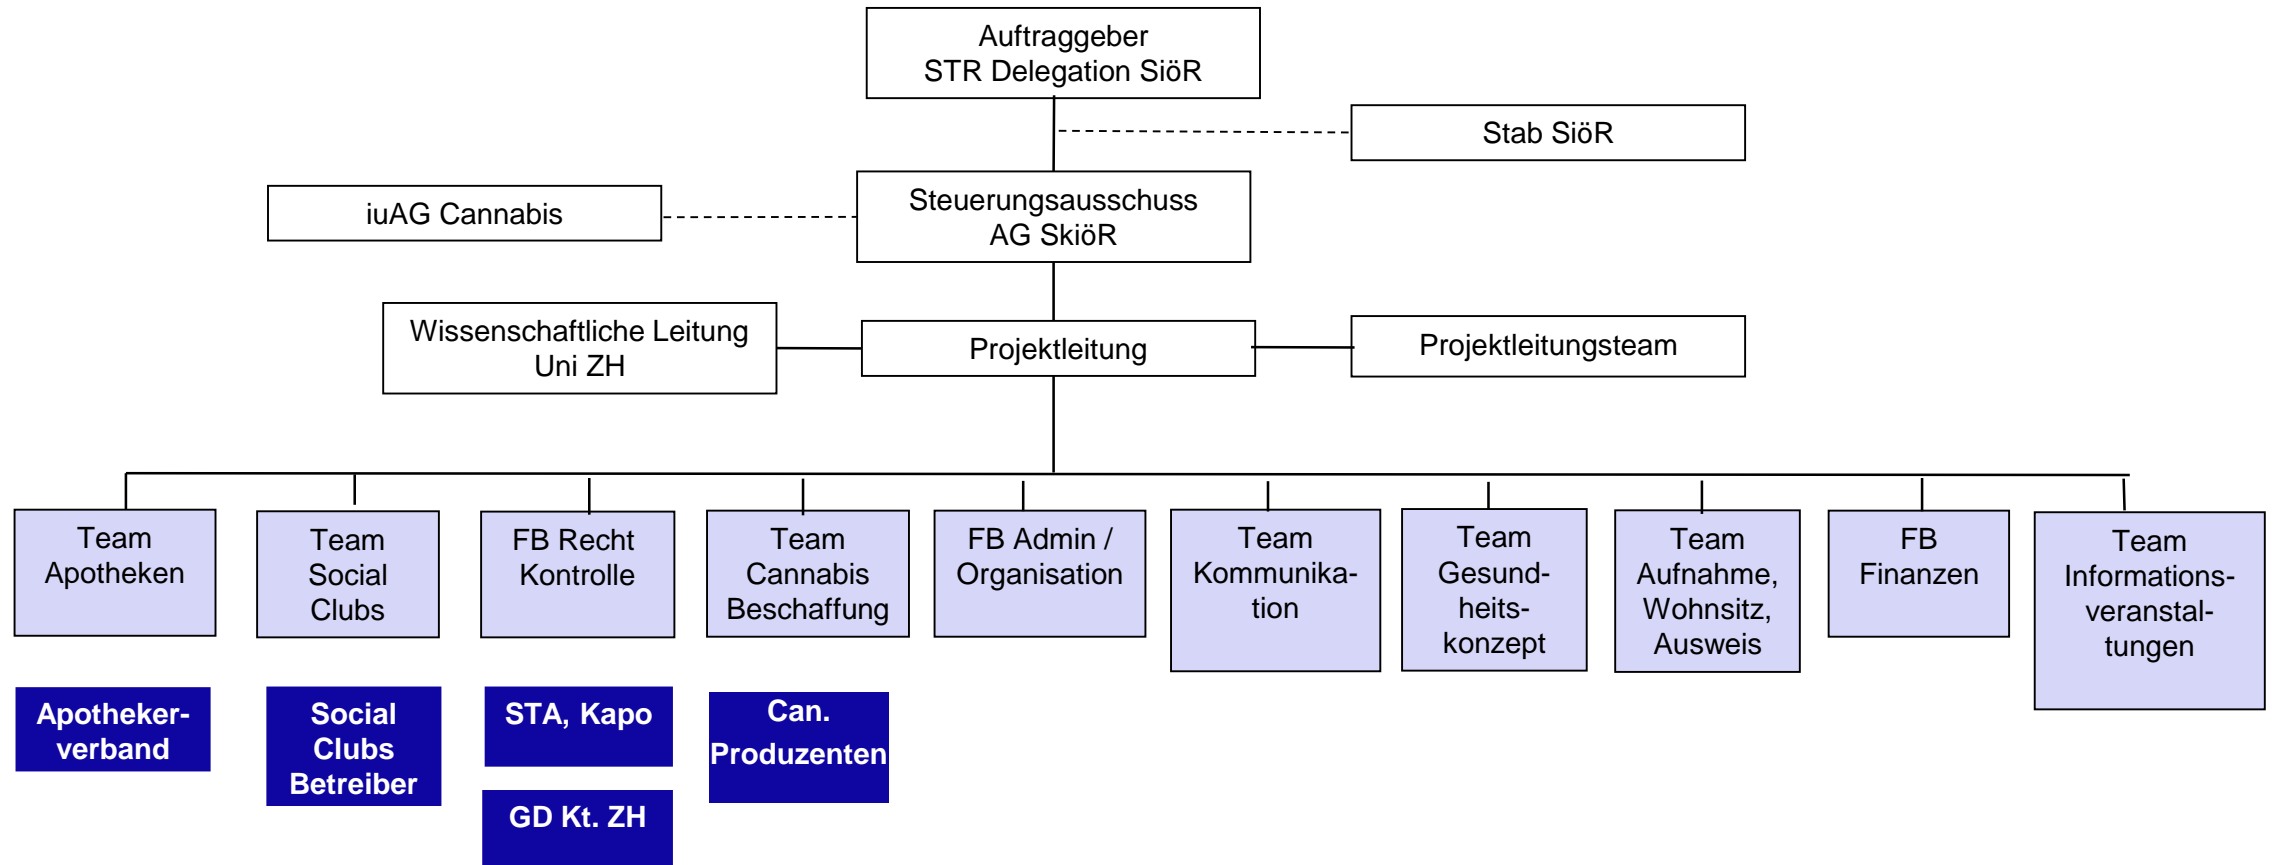 Auftraggeber
STR Delegation SiöR
Stab SiöR
iuAG Cannabis
Steuerungsausschuss
AG SkiöR
Wissenschaftliche Leitung
Uni ZH
Projektleitung
Projektleitungsteam
Team
Apotheken
Team
Social
Clubs
FB Recht
Kontrolle
Team
Cannabis
Beschaffung
FB Admin /
Organisation
Team
Kommunika-
tion
Team
Gesund-
heits-
konzept
Team
Aufnahme,
Wohnsitz,
Ausweis
FB
Finanzen
Team
Informations-
veranstal-
tungen
Apotheker-
verband
Social
Clubs
Betreiber
STA, Kapo
GD Kt. ZH
Can.
Produzenten